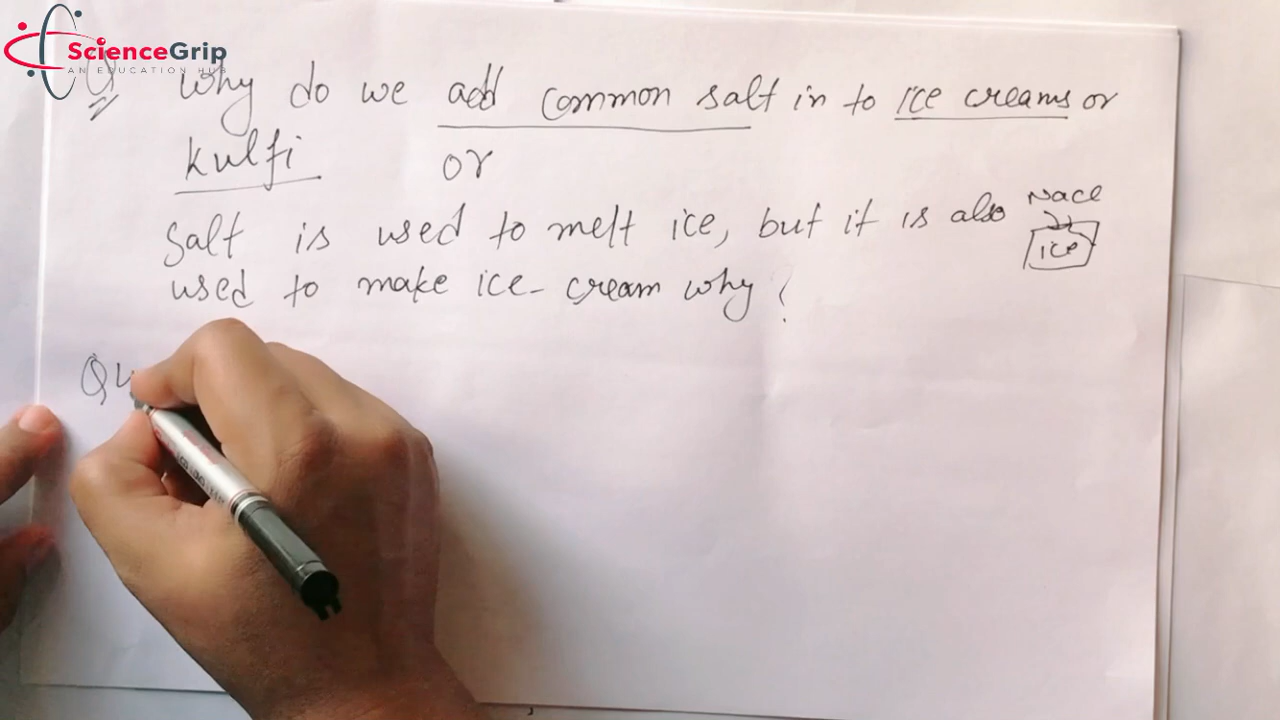 ScienceGrip
AN EDUCATION HUB
Q Why do we add common salt in to ice creams or
Kulfi or
Salt is used to melt ice, but it is also
used to make ice-cream why?
Nacl
ice
Qu